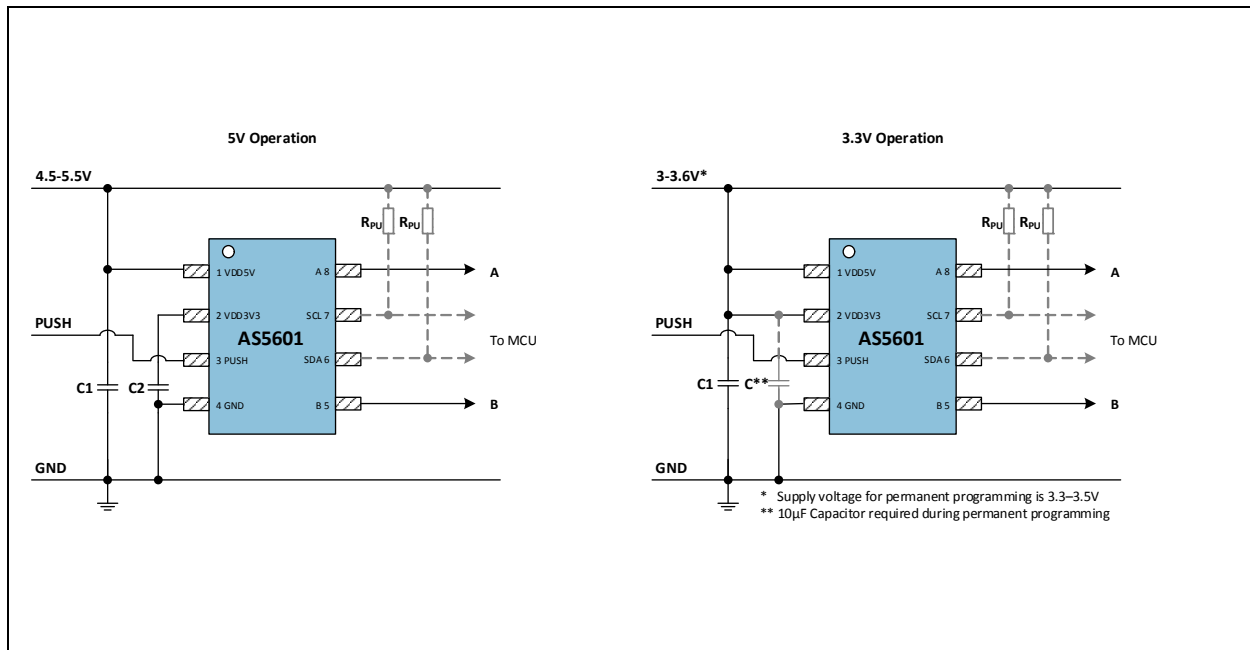 5V Operation
4.5-5.5V
RPU RPU
1 VDD5V
A 8
A
2 VDD3V3
SCL 7
PUSH
AS5601
To MCU
3 PUSH
SDA 6
C1
C2
4 GND
B 5
B
GND
3.3V Operation
3-3.6V*
RPU RPU
1 VDD5V
A 8
A
2 VDD3V3
SCL 7
PUSH
AS5601
To MCU
3 PUSH
SDA 6
C1
C**
4 GND
B 5
B
GND
* Supply voltage for permanent programming is 3.3–3.5V
** 10µF Capacitor required during permanent programming